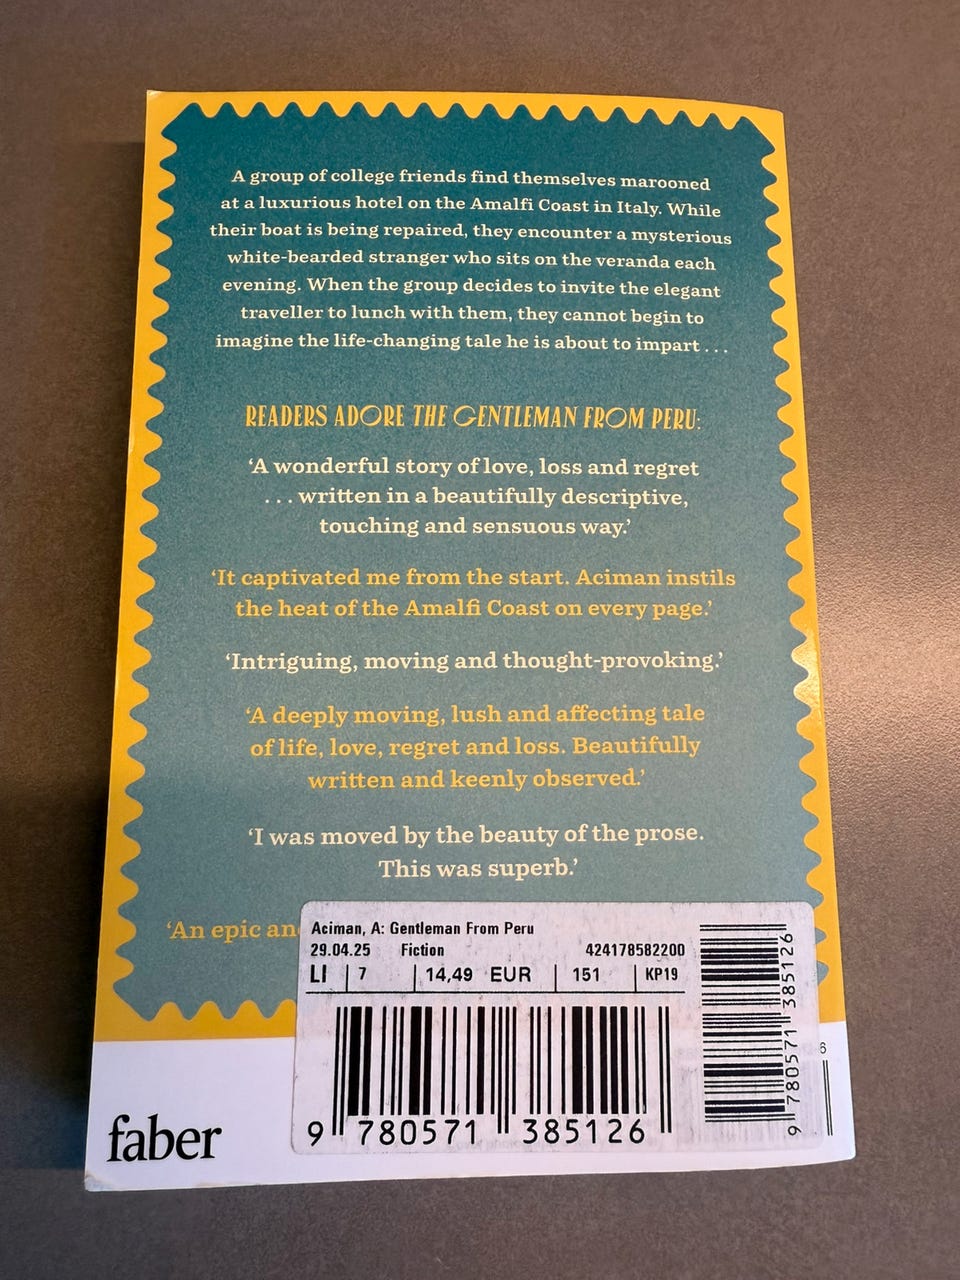 A group of college friends find themselves marooned
at a luxurious hotel on the Amalfi Coast in Italy. While
their boat is being repaired, they encounter a mysterious
white-bearded stranger who sits on the veranda each
evening. When the group decides to invite the elegant
traveller to lunch with them, they cannot begin to
imagine the life-changing tale he is about to impart . . .
READERS ADORE THE GENTLEMAN FROM PERU:
‘A wonderful story of love, loss and regret
. . . written in a beautifully descriptive,
touching and sensuous way.’
‘It captivated me from the start. Aciman instils
the heat of the Amalfi Coast on every page.’
‘Intriguing, moving and thought-provoking.’
‘A deeply moving, lush and affecting tale
of life, love, regret and loss. Beautifully
written and keenly observed.’
‘I was moved by the beauty of the prose.
This was superb.’
‘An epic an
Aciman, A: Gentleman From Peru
29.04.25 Fiction 424178582200
LI | 7 | 14,49 EUR | 151 | KP19
9 780571 385126
9 780571 385126
6
faber